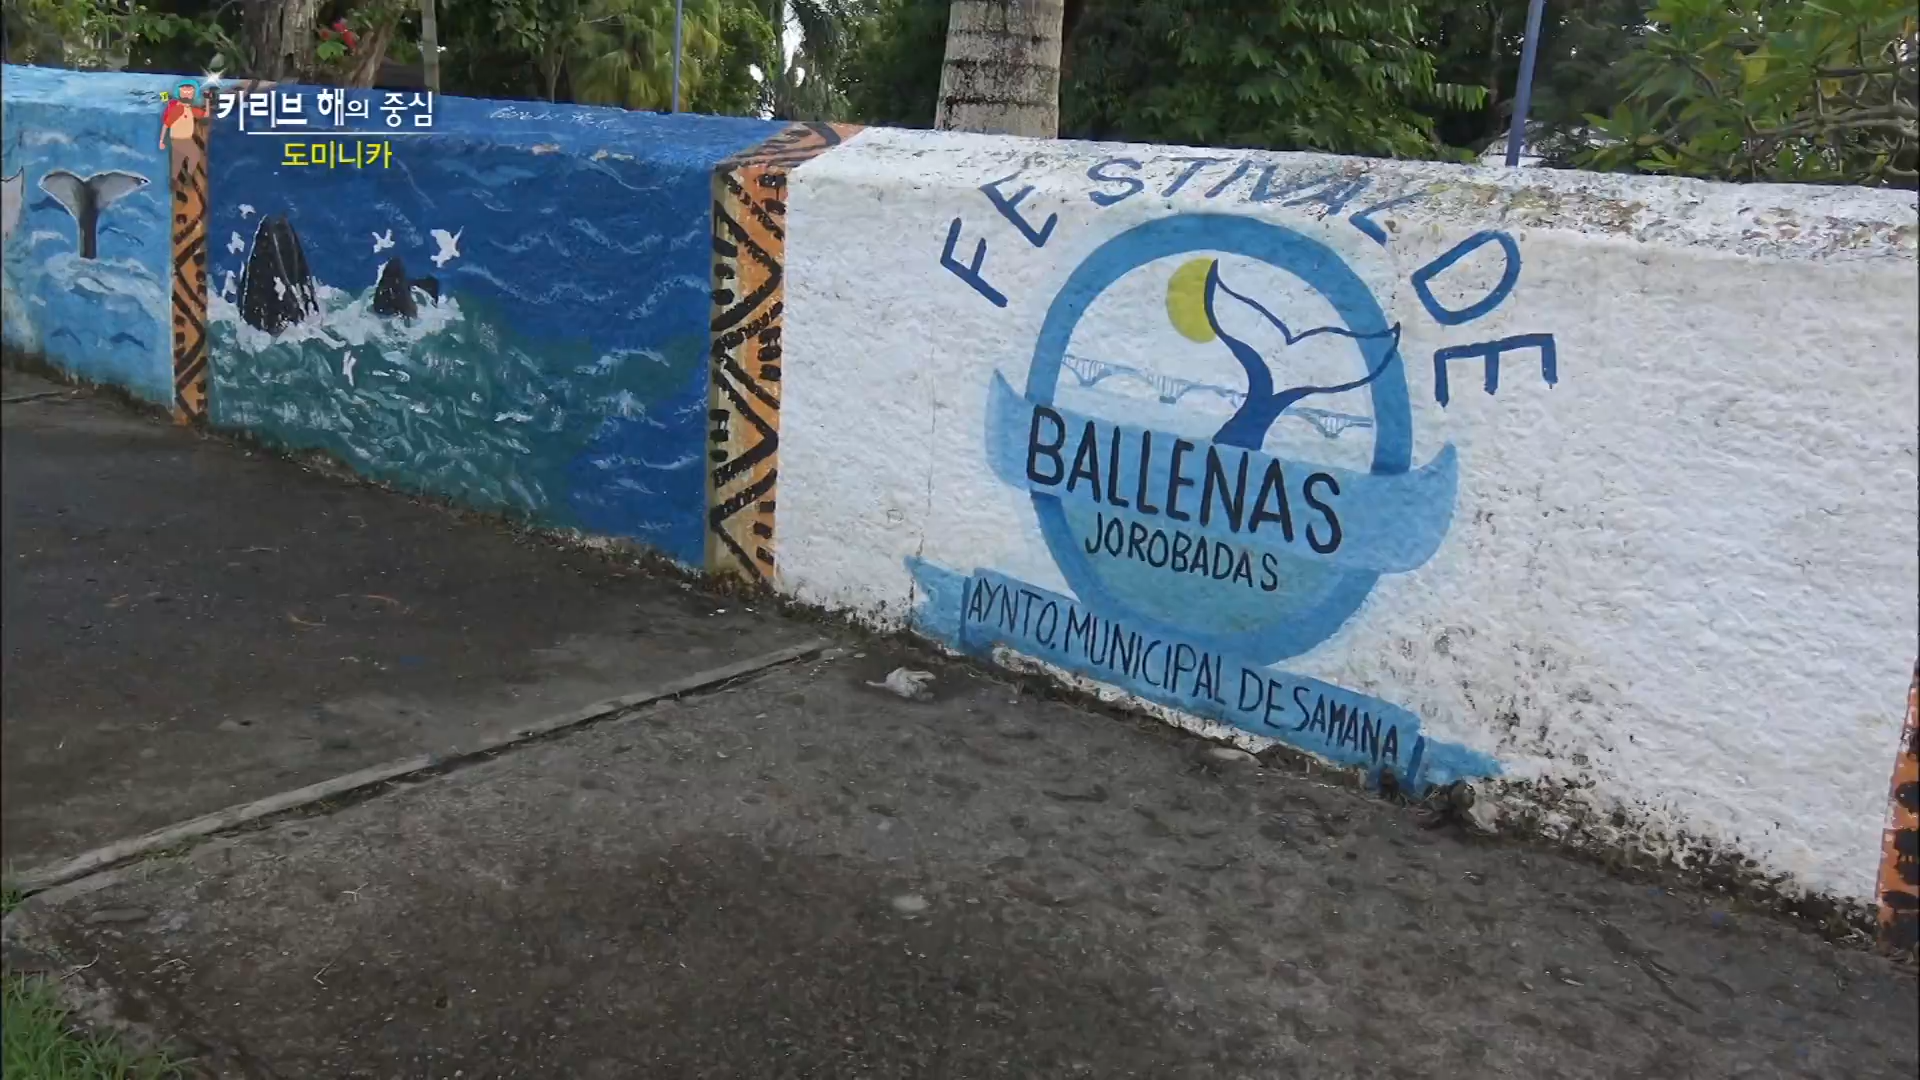 카리브 해의 중심
도미니카
FESTIVAL DE
BALLENAS
JOROBADAS
AYNTO. MUNICIPAL DE SAMANA